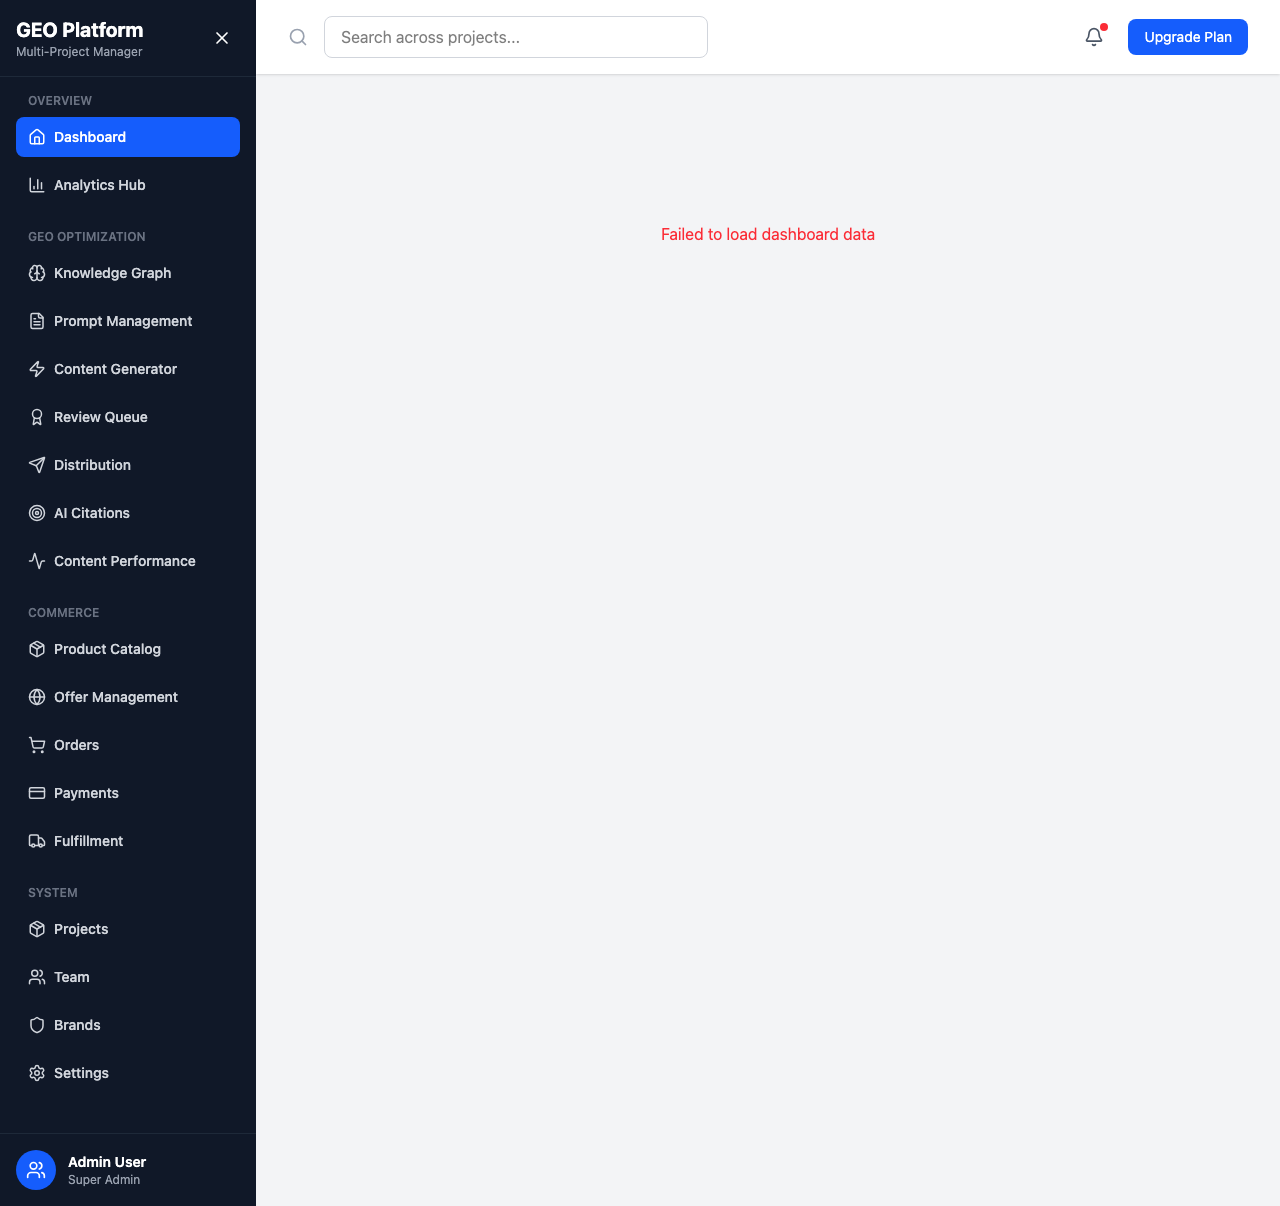 GEO Platform
Multi-Project Manager
OVERVIEW
Dashboard
Analytics Hub
GEO OPTIMIZATION
Knowledge Graph
Prompt Management
Content Generator
Review Queue
Distribution
AI Citations
Content Performance
COMMERCE
Product Catalog
Offer Management
Orders
Payments
Fulfillment
SYSTEM
Projects
Team
Brands
Settings
Admin User
Super Admin
Search across projects...
Upgrade Plan
Failed to load dashboard data